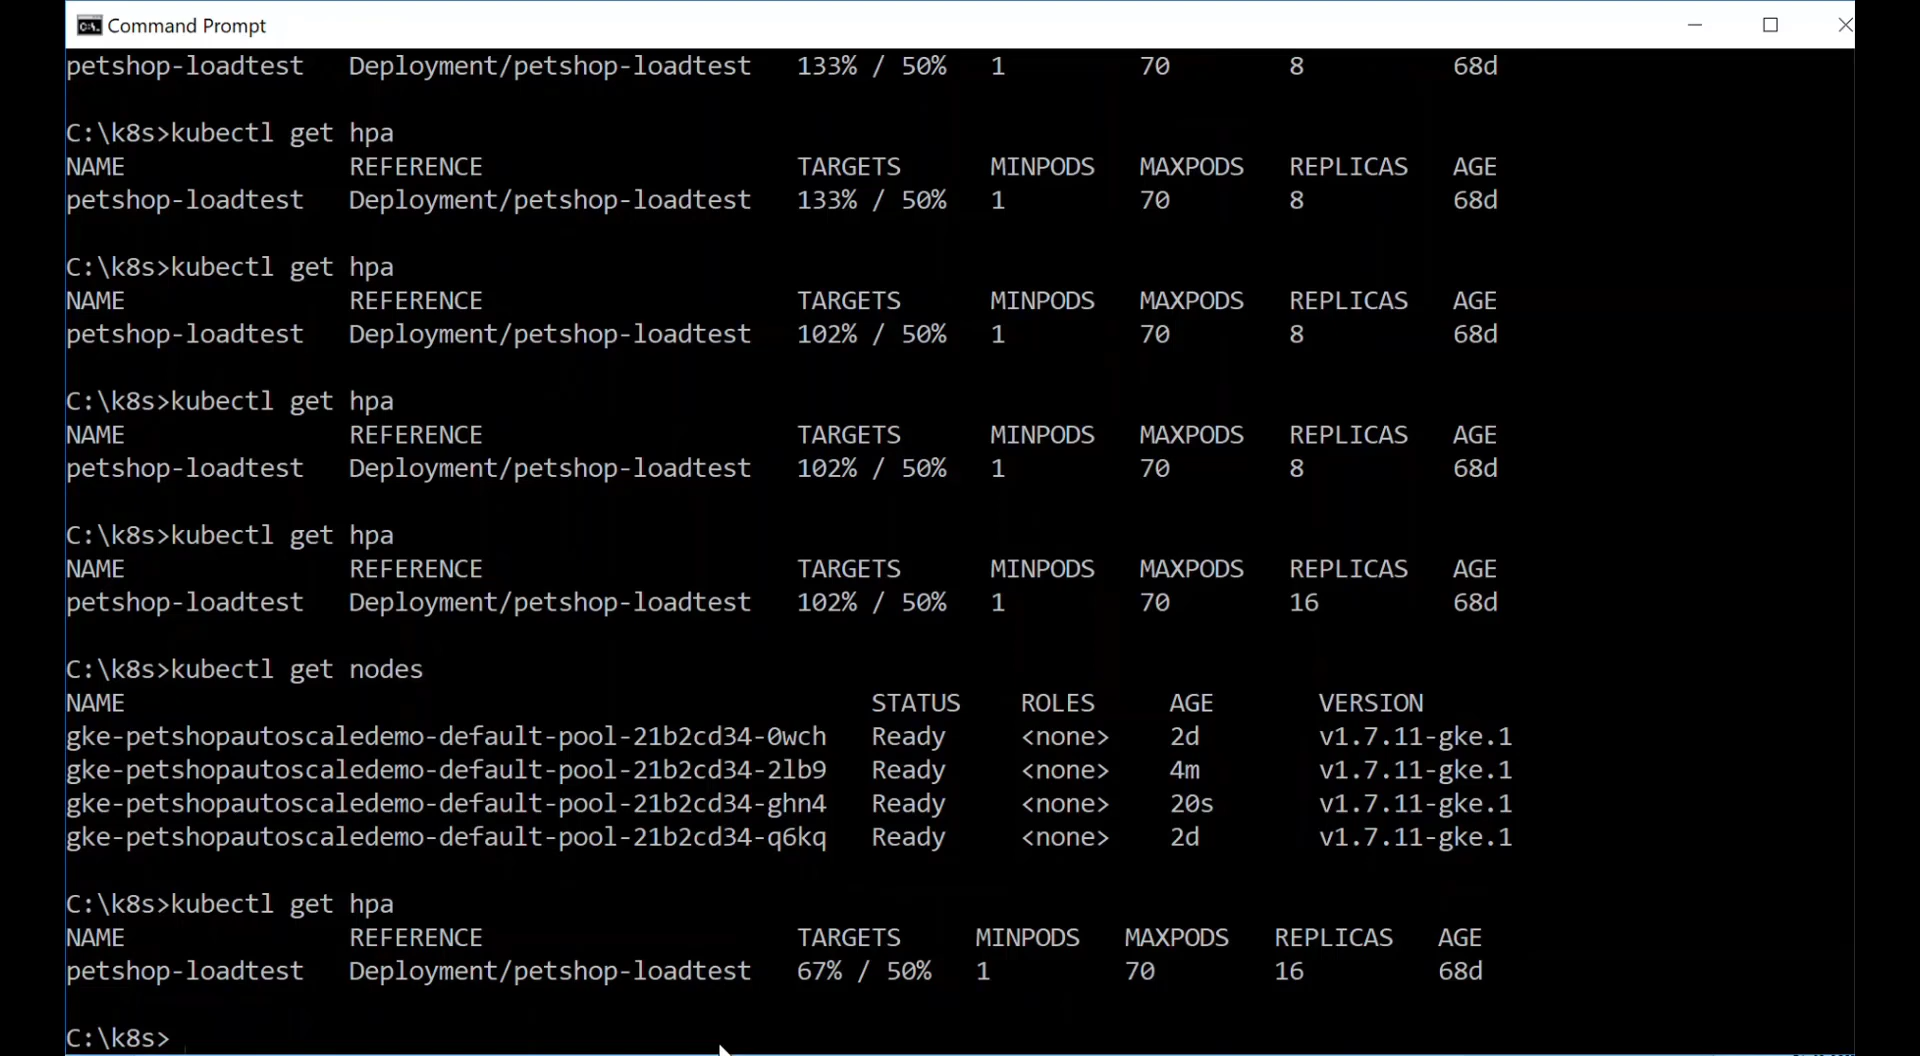 Command Prompt
petshop-loadtest   Deployment/petshop-loadtest   133% / 50%   1         70        8          68d
C:\k8s>kubectl get hpa
NAME               REFERENCE                     TARGETS      MINPODS   MAXPODS   REPLICAS   AGE
petshop-loadtest   Deployment/petshop-loadtest   133% / 50%   1         70        8          68d
C:\k8s>kubectl get hpa
NAME               REFERENCE                     TARGETS      MINPODS   MAXPODS   REPLICAS   AGE
petshop-loadtest   Deployment/petshop-loadtest   102% / 50%   1         70        8          68d
C:\k8s>kubectl get hpa
NAME               REFERENCE                     TARGETS      MINPODS   MAXPODS   REPLICAS   AGE
petshop-loadtest   Deployment/petshop-loadtest   102% / 50%   1         70        8          68d
C:\k8s>kubectl get hpa
NAME               REFERENCE                     TARGETS      MINPODS   MAXPODS   REPLICAS   AGE
petshop-loadtest   Deployment/petshop-loadtest   102% / 50%   1         70        16         68d
C:\k8s>kubectl get nodes
NAME                                                  STATUS    ROLES     AGE       VERSION
gke-petshopautoscaledemo-default-pool-21b2cd34-0wch   Ready     <none>    2d        v1.7.11-gke.1
gke-petshopautoscaledemo-default-pool-21b2cd34-2lb9   Ready     <none>    4m        v1.7.11-gke.1
gke-petshopautoscaledemo-default-pool-21b2cd34-ghn4   Ready     <none>    20s       v1.7.11-gke.1
gke-petshopautoscaledemo-default-pool-21b2cd34-q6kq   Ready     <none>    2d        v1.7.11-gke.1
C:\k8s>kubectl get hpa
NAME               REFERENCE                     TARGETS     MINPODS   MAXPODS   REPLICAS   AGE
petshop-loadtest   Deployment/petshop-loadtest   67% / 50%   1         70        16         68d
C:\k8s>